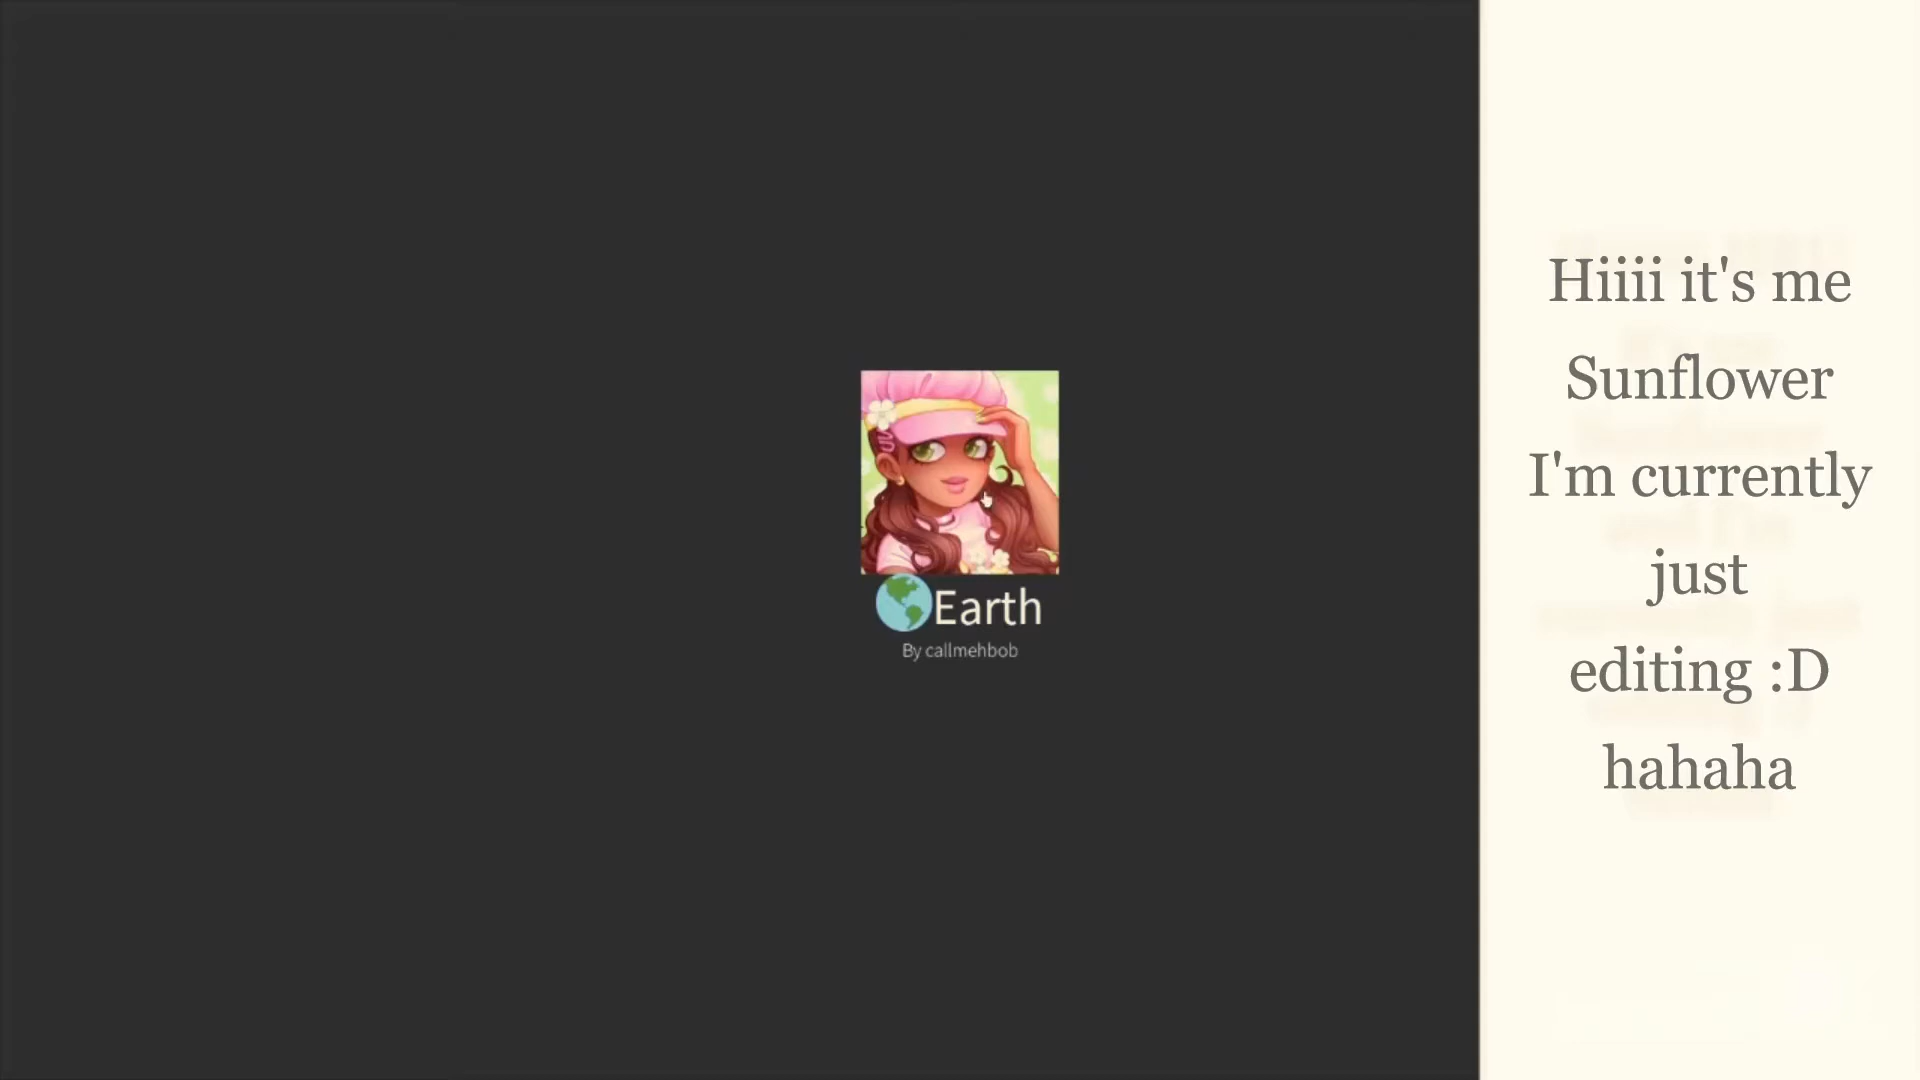 Earth
By callmehbob
Hiiii it's me
Sunflower
I'm currently
just
editing :D
hahaha